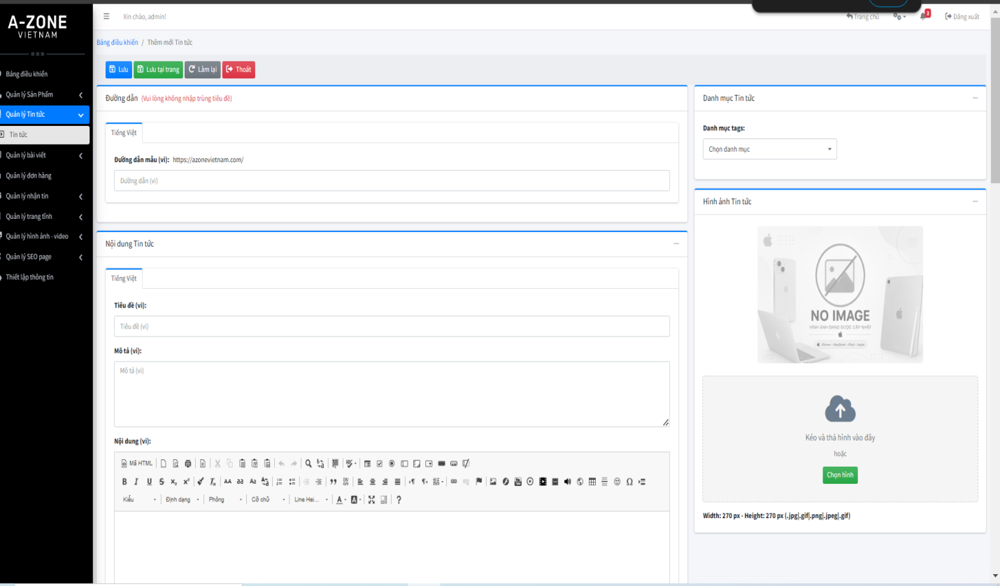 A-ZONE
VIETNAM
Xin chào, admin!
Trang chủ
2
Đăng xuất
Bảng điều khiển / Thêm mới Tin tức
Lưu
Lưu tại trang
Làm lại
Thoát
Bảng điều khiển
Quản lý Sản Phẩm
Quản lý Tin tức
Tin tức
Quản lý bài viết
Quản lý đơn hàng
Quản lý nhận tin
Quản lý trang tĩnh
Quản lý hình ảnh - video
Quản lý SEO page
Thiết lập thông tin
Đường dẫn (Vui lòng không nhập trùng tiêu đề)
Tiếng Việt
Đường dẫn mẫu (vi): https://azonevietnam.com/
Đường dẫn (vi)
Nội dung Tin tức
Tiếng Việt
Tiêu đề (vi):
Tiêu đề (vi)
Mô tả (vi):
Mô tả (vi)
Nội dung (vi):
Mã HTML
Kiểu
Định dạng
Phông
Cỡ chữ
Line Hei...
Danh mục Tin tức
Danh mục tags:
Chọn danh mục
Hình ảnh Tin tức
NO IMAGE
HÌNH ẢNH ĐANG ĐƯỢC CẬP NHẬT
iPhone - MacBook - iPad - Apple
Kéo và thả hình vào đây
hoặc
Chọn hình
Width: 270 px - Height: 270 px (.jpg|.gif|.png|.jpeg|.gif)